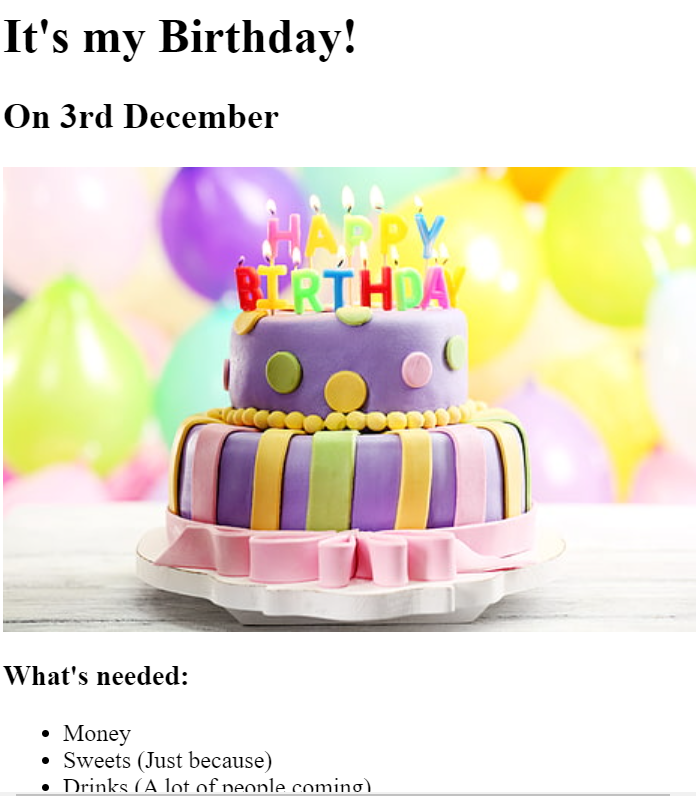 It's my Birthday!
On 3rd December
HAPPY
BIRTHDAY
What's needed:
Money
Sweets (Just because)
Drinks (A lot of people coming)